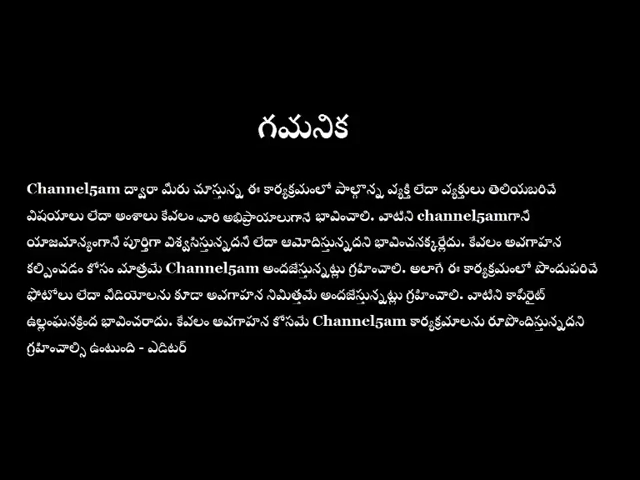 గమనిక
Channel5am ద్వారా మీరు చూస్తున్న ఈ కార్యక్రమంలో పాల్గొన్న వ్యక్తి లేదా వ్యక్తులు తెలియబరిచే
విషయాలు లేదా అంశాలు కేవలం వారి అభిప్రాయాలుగానే భావించాలి. వాటిని channel5amగానీ
యాజమాన్యంగానీ పూర్తిగా విశ్వసిస్తున్నదనీ లేదా ఆమోదిస్తున్నదని భావించనక్కర్లేదు. కేవలం అవగాహన
కల్పించడం కోసం మాత్రమే Channel5am అందజేస్తున్నట్లు గ్రహించాలి. అలాగే ఈ కార్యక్రమంలో పొందుపరిచే
ఫోటోలు లేదా వీడియోలను కూడా అవగాహన నిమిత్తమే అందజేస్తున్నట్లు గ్రహించాలి. వాటిని కాపీరైట్
ఉల్లంఘనక్రింద భావించరాదు. కేవలం అవగాహన కోసమే Channel5am కార్యక్రమాలను రూపొందిస్తున్నదని
గ్రహించాల్సి ఉంటుంది - ఎడిటర్